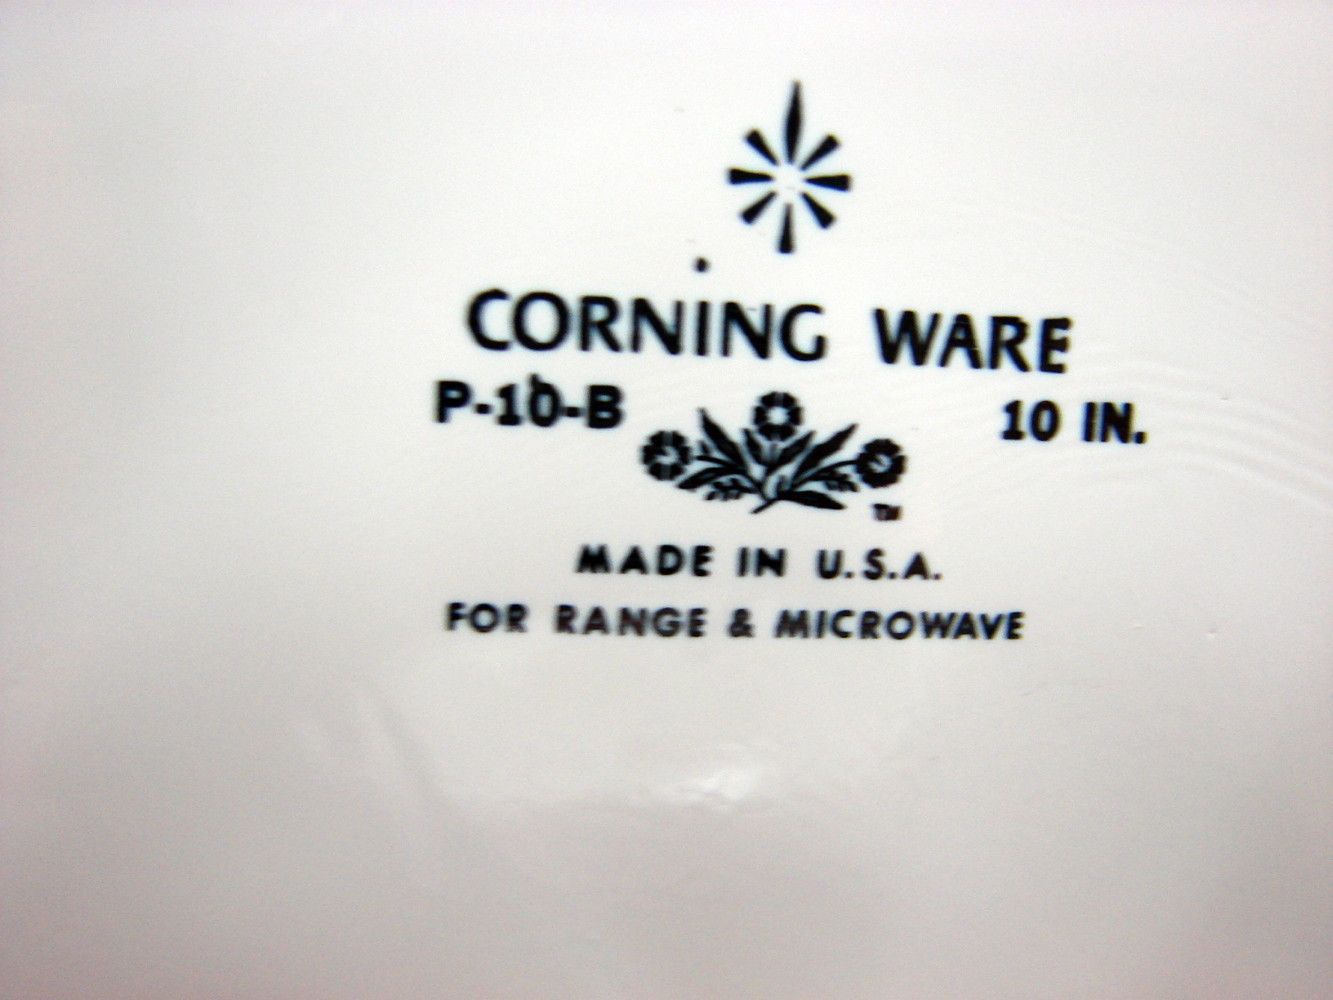 CORNING WARE
P-10-B 10 IN.
TM
MADE IN U.S.A.
FOR RANGE & MICROWAVE